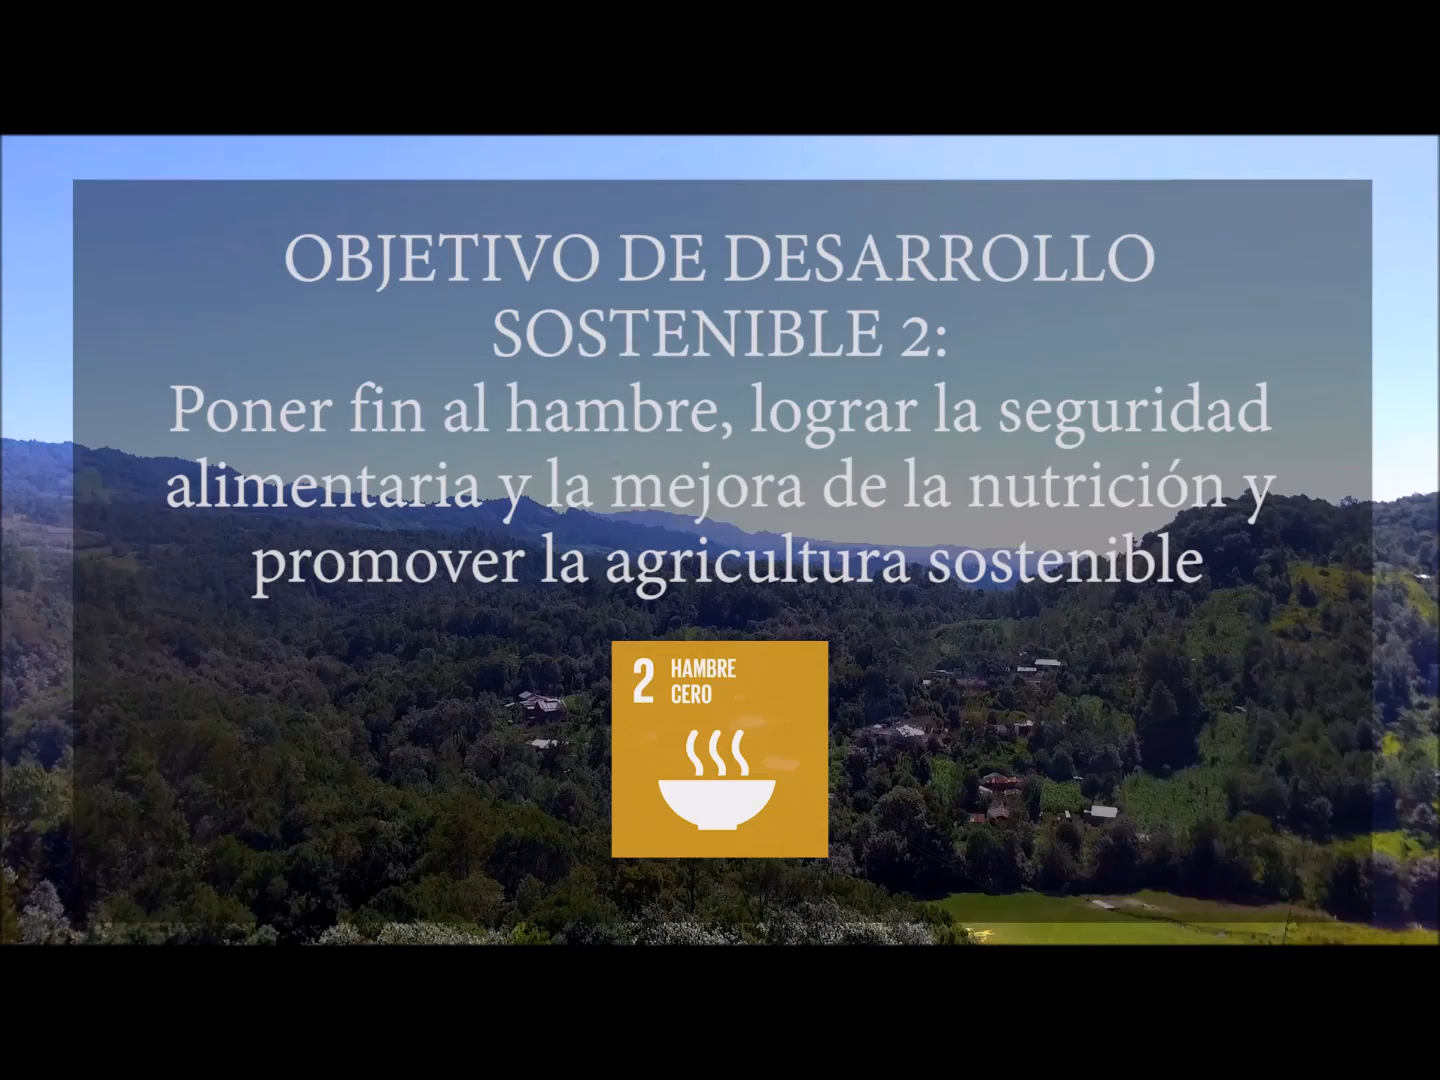 OBJETIVO DE DESARROLLO
SOSTENIBLE 2:
Poner fin al hambre, lograr la seguridad
alimentaria y la mejora de la nutrición y
promover la agricultura sostenible
2 HAMBRE
CERO